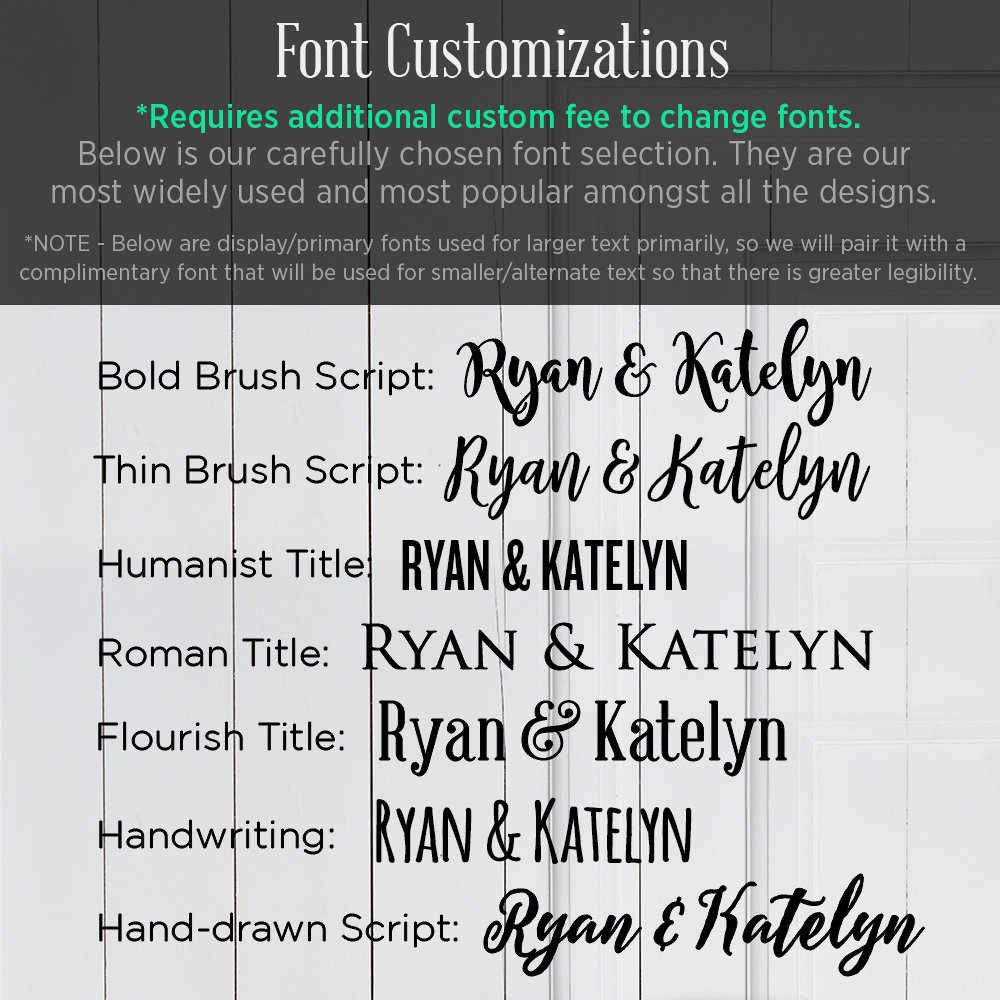 Font Customizations
*Requires additional custom fee to change fonts.
Below is our carefully chosen font selection. They are our
most widely used and most popular amongst all the designs.
*NOTE - Below are display/primary fonts used for larger text primarily, so we will pair it with a
complimentary font that will be used for smaller/alternate text so that there is greater legibility.
Bold Brush Script: Ryan & Katelyn
Thin Brush Script: Ryan & Katelyn
Humanist Title: RYAN & KATELYN
Roman Title: RYAN & KATELYN
Flourish Title: Ryan & Katelyn
Handwriting: RYAN & KATELYN
Hand-drawn Script: Ryan & Katelyn